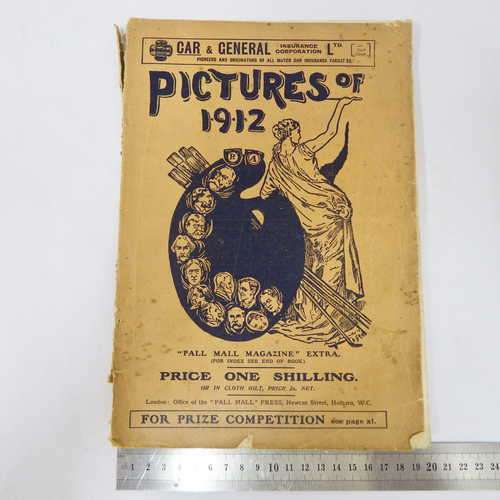 CAR & GENERAL INSURANCE CORPORATION LTD.
PIONEERS AND ORIGINATORS OF ALL MOTOR CAR INSURANCE
PICTURES OF
1912
R A
"PALL MALL MAGAZINE" EXTRA.
(FOR INDEX SEE END OF BOOK)
PRICE ONE SHILLING.
OR IN CLOTH GILT, PRICE 2s. NET.
London: Office of the "PALL MALL" PRESS, Newton Street, Holborn, W.C.
FOR PRIZE COMPETITION see page xi.
1 2 3 4 5 6 7 8 9 10 11 12 13 14 15 16 17 18 19 20 21 22 23 24